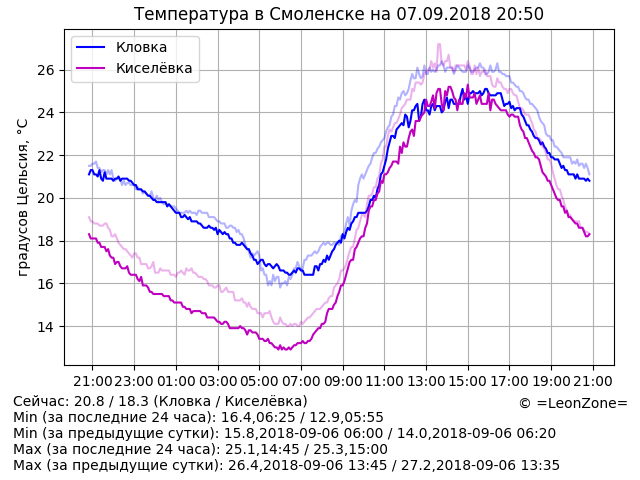 Температура в Смоленске на 07.09.2018 20:50
Кловка
Киселёвка
градусов Цельсия, °C
26
24
22
20
18
16
14
21:00 23:00 01:00 03:00 05:00 07:00 09:00 11:00 13:00 15:00 17:00 19:00 21:00
Сейчас: 20.8 / 18.3 (Кловка / Киселёвка)
© =LeonZone=
Min (за последние 24 часа): 16.4,06:25 / 12.9,05:55
Min (за предыдущие сутки): 15.8,2018-09-06 06:00 / 14.0,2018-09-06 06:20
Max (за последние 24 часа): 25.1,14:45 / 25.3,15:00
Max (за предыдущие сутки): 26.4,2018-09-06 13:45 / 27.2,2018-09-06 13:35